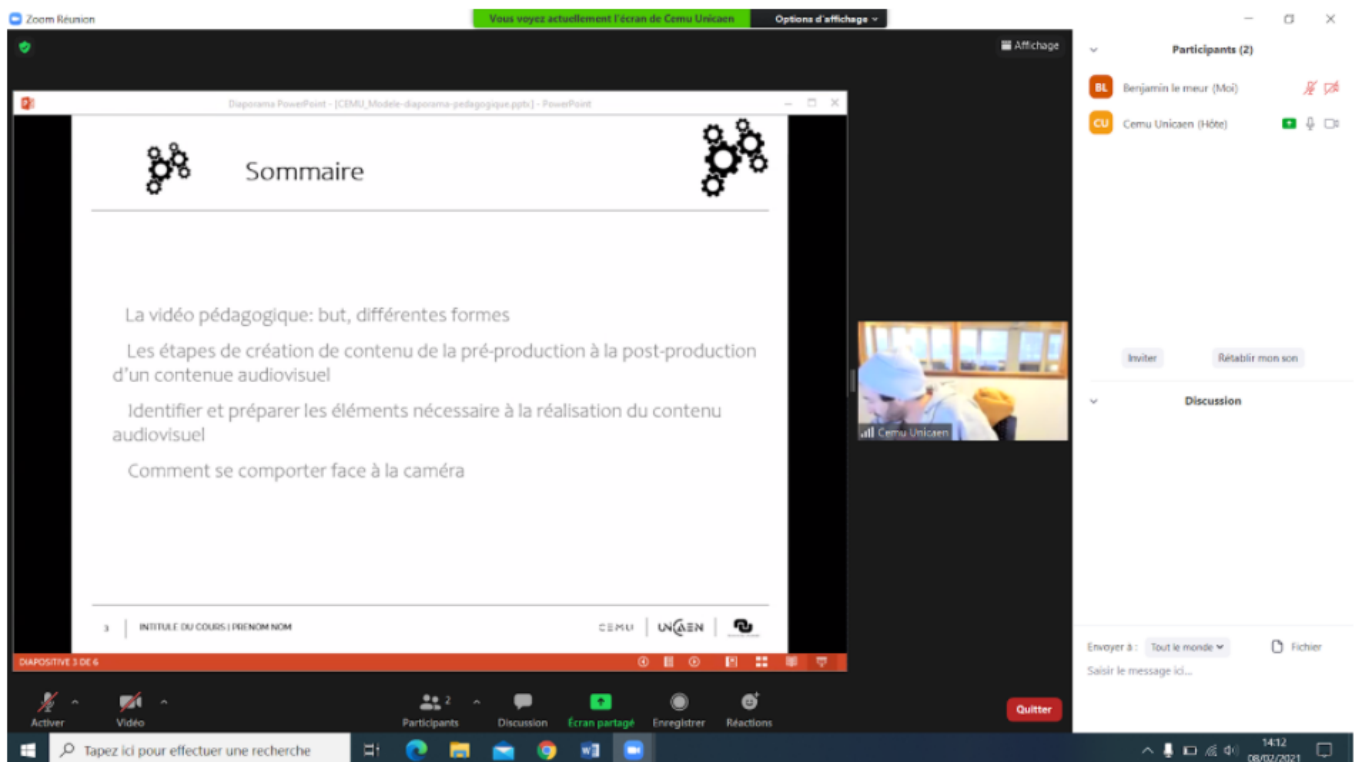 Zoom Réunion
Vous voyez actuellement l'écran de Cemu Unicaen
Options d'affichage
Affichage
Participants (2)
Diaporama PowerPoint - [CEMU_Modele-diaporama-pedagogique.pptx] - PowerPoint
BL Benjamin le meur (Moi)
CU Cemu Unicaen (Hôte)
Sommaire
La vidéo pédagogique: but, différentes formes
Les étapes de création de contenu de la pré-production à la post-production
d'un contenue audiovisuel
Identifier et préparer les éléments nécessaire à la réalisation du contenu
audiovisuel
Comment se comporter face à la caméra
Cemu Unicaen
Inviter
Rétablir mon son
Discussion
3 INTITULE DU COURS | PRENOM NOM
CEMU
UNICAEN
DIAPOSITIVE 3 DE 6
Envoyer à : Tout le monde
Fichier
Saisir le message ici...
Activer
Vidéo
2
Participants
Discussion
Écran partagé
Enregistrer
Réactions
Quitter
Tapez ici pour effectuer une recherche
14:12
08/02/2021